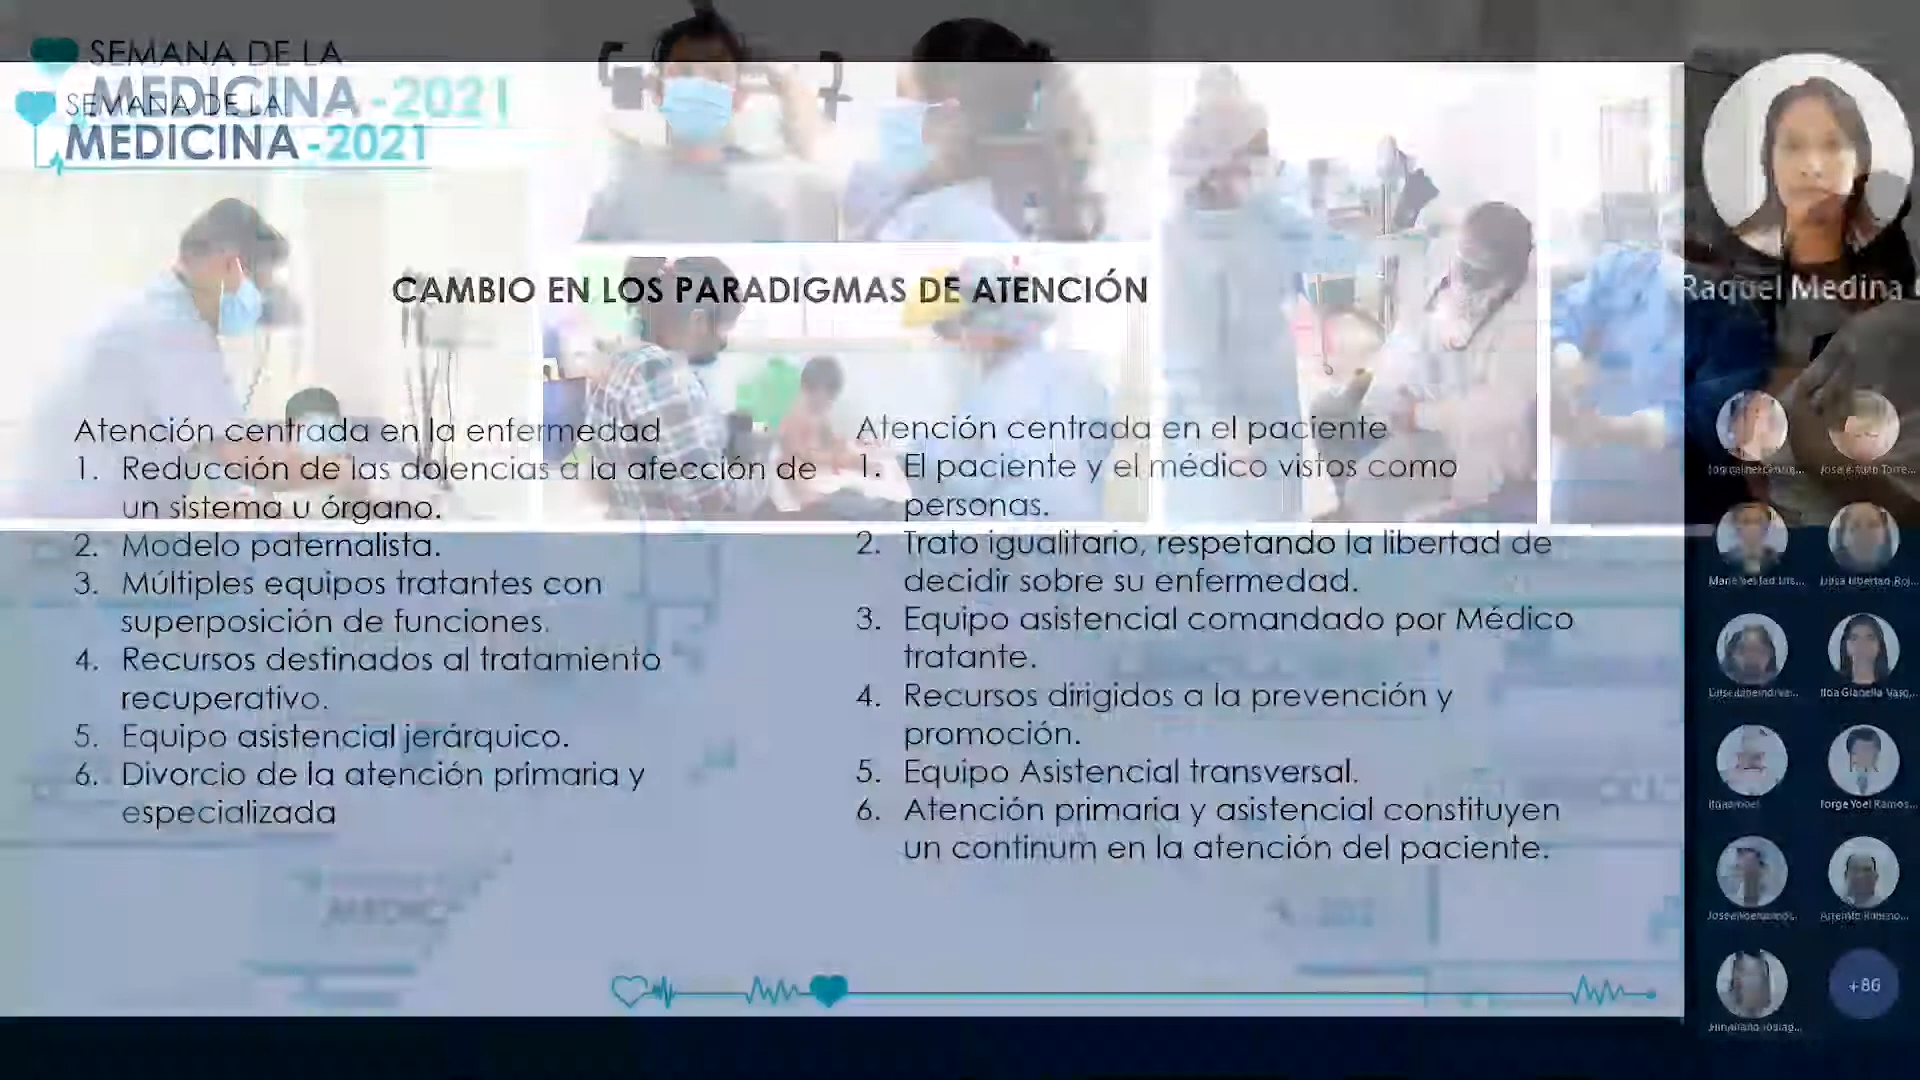 SEMANA DE LA
MEDICINA-2021
SEMANA DE LA
MEDICINA-2021
CAMBIO EN LOS PARADIGMAS DE ATENCIÓN
Atención centrada en la enfermedad
1. Reducción de las dolencias a la afección de
un sistema u órgano.
2. Modelo paternalista.
3. Múltiples equipos tratantes con
superposición de funciones.
4. Recursos destinados al tratamiento
recuperativo.
5. Equipo asistencial jerárquico.
6. Divorcio de la atención primaria y
especializada
Atención centrada en el paciente
1. El paciente y el médico vistos como
personas.
2. Trato igualitario, respetando la libertad de
decidir sobre su enfermedad.
3. Equipo asistencial comandado por Médico
tratante.
4. Recursos dirigidos a la prevención y
promoción.
5. Equipo Asistencial transversal.
6. Atención primaria y asistencial constituyen
un continum en la atención del paciente.
Raquel Medina
Jorge Yoel Ramos...
+86